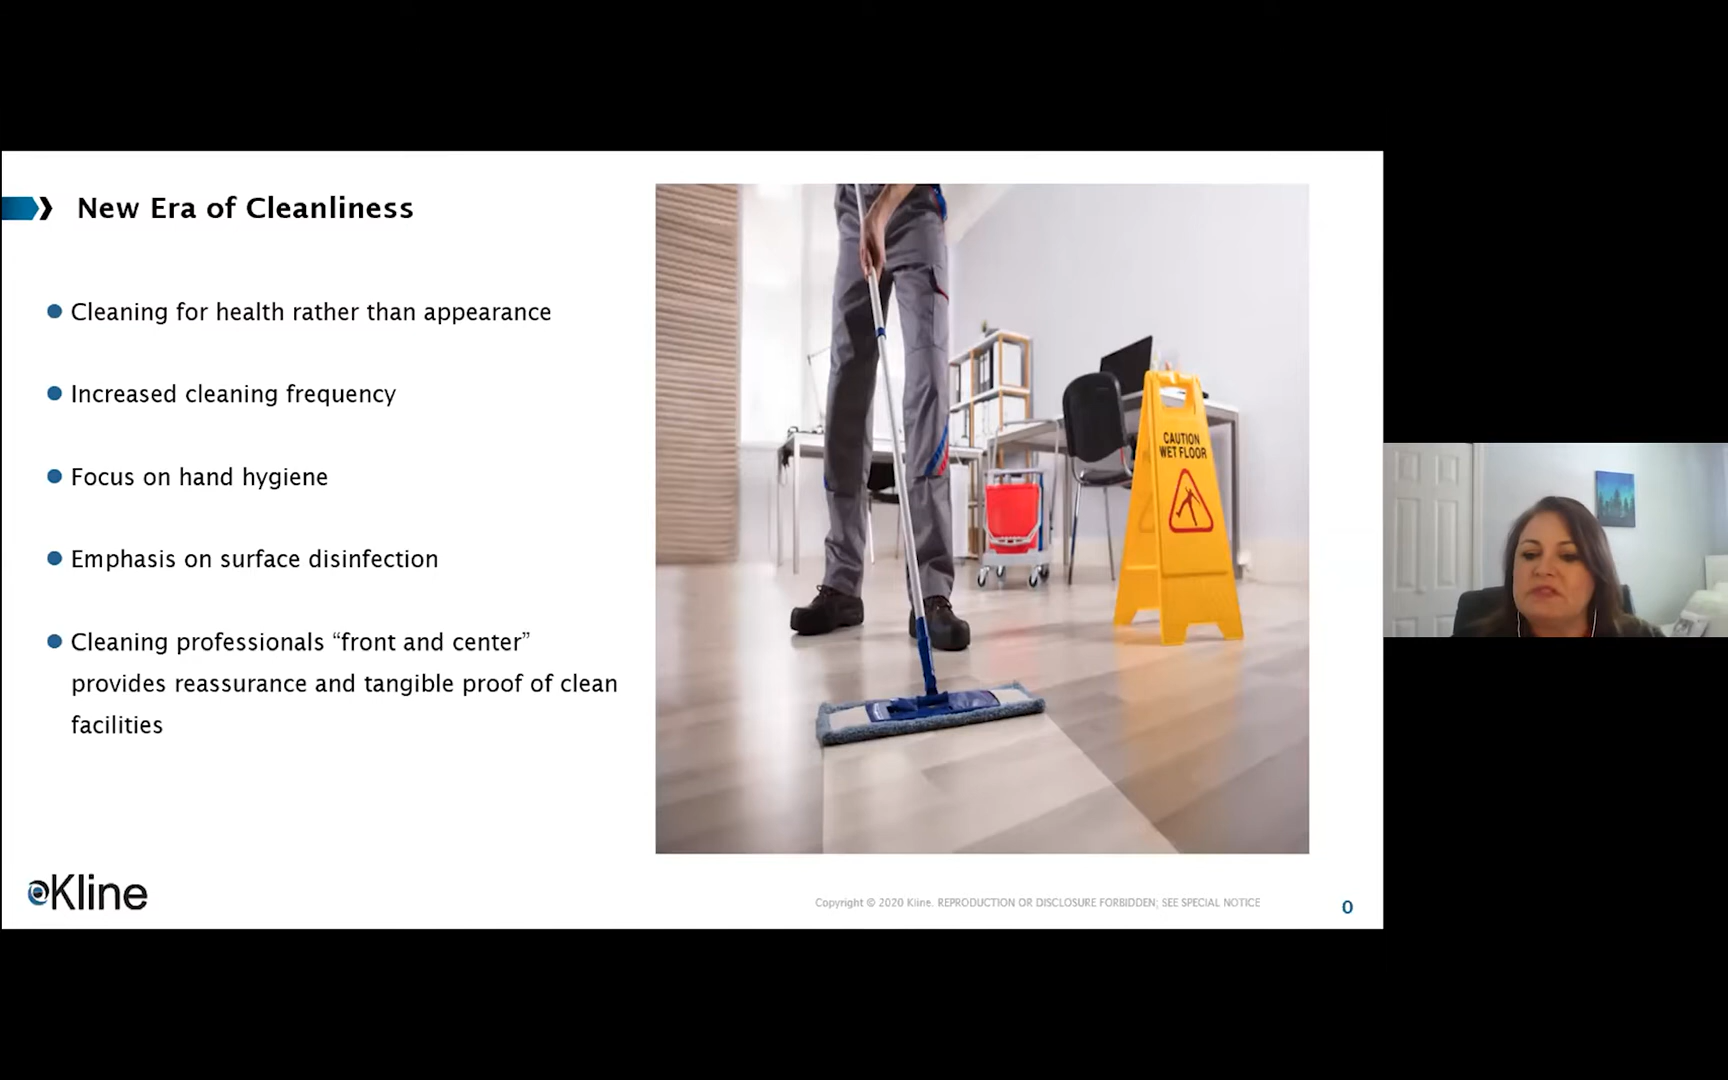 New Era of Cleanliness
Cleaning for health rather than appearance
Increased cleaning frequency
Focus on hand hygiene
Emphasis on surface disinfection
Cleaning professionals “front and center”
provides reassurance and tangible proof of clean
facilities
CAUTION
WET FLOOR
Kline
Copyright © 2020 Kline. REPRODUCTION OR DISCLOSURE FORBIDDEN; SEE SPECIAL NOTICE
0